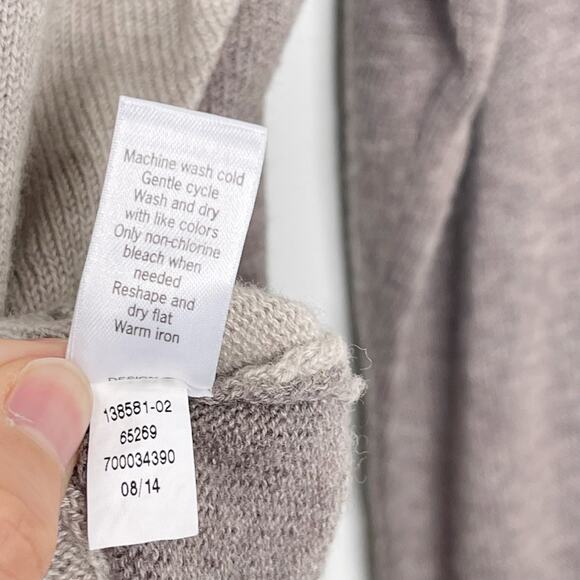 Machine wash cold
Gentle cycle
Wash and dry
with like colors
Only non-chlorine
bleach when
needed
Reshape and
dry flat
Warm iron
138581-02
65269
700034390
08/14